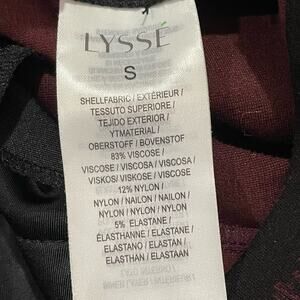 LYSSÉ
S
SHELLFABRIC / EXTÉRIEUR /
TESSUTO SUPERIORE /
TEJIDO EXTERIOR /
YTMATERIAL /
OBERSTOFF / BOVENSTOF
83% VISCOSE /
VISCOSE / VISCOSA / VISCOSA /
VISKOS / VISKOSE / VISCOSE
12% NYLON /
NYLON / NAILON / NAILON /
NYLON / NYLON / NYLON
5% ELASTANE /
ÉLASTHANNE / ELASTANE /
ELASTANO / ELASTAN /
ELASTHAN / ELASTAAN